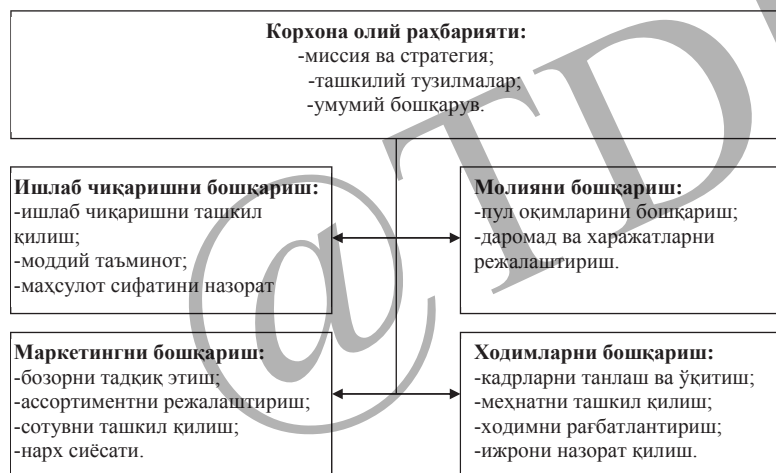 Корхона олий раҳбарияти:
-миссия ва стратегия;
-ташкилий тузилмалар;
-умумий бошқарув.
Ишлаб чиқаришни бошқариш:
-ишлаб чиқаришни ташкил
қилиш;
-моддий таъминот;
-маҳсулот сифатини назорат
Молияни бошқариш:
-пул оқимларини бошқариш;
-даромад ва харажатларни
режалаштириш.
Маркетингни бошқариш:
-бозорни тадқиқ этиш;
-ассортиментни режалаштириш;
-сотувни ташкил қилиш;
-нарх сиёсати.
Ходимларни бошқариш:
-кадрларни танлаш ва ўқитиш;
-меҳнатни ташкил қилиш;
-ходимни рағбатлантириш;
-ижрони назорат қилиш.
@TD